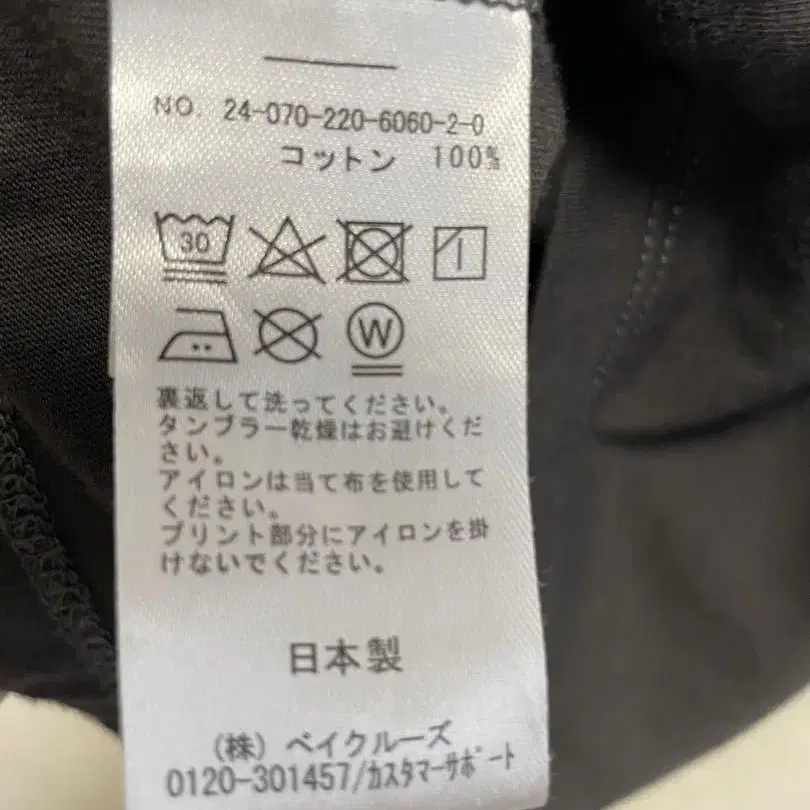 NO. 24-070-220-6060-2-0
コットン 100%
30
W
裏返して洗ってください。
タンブラー乾燥はお避けくだ
さい。
アイロンは当て布を使用して
ください。
プリント部分にアイロンを掛
けないでください。
日本製
(株) ベイクルーズ
0120-301457/カスタマーサポート